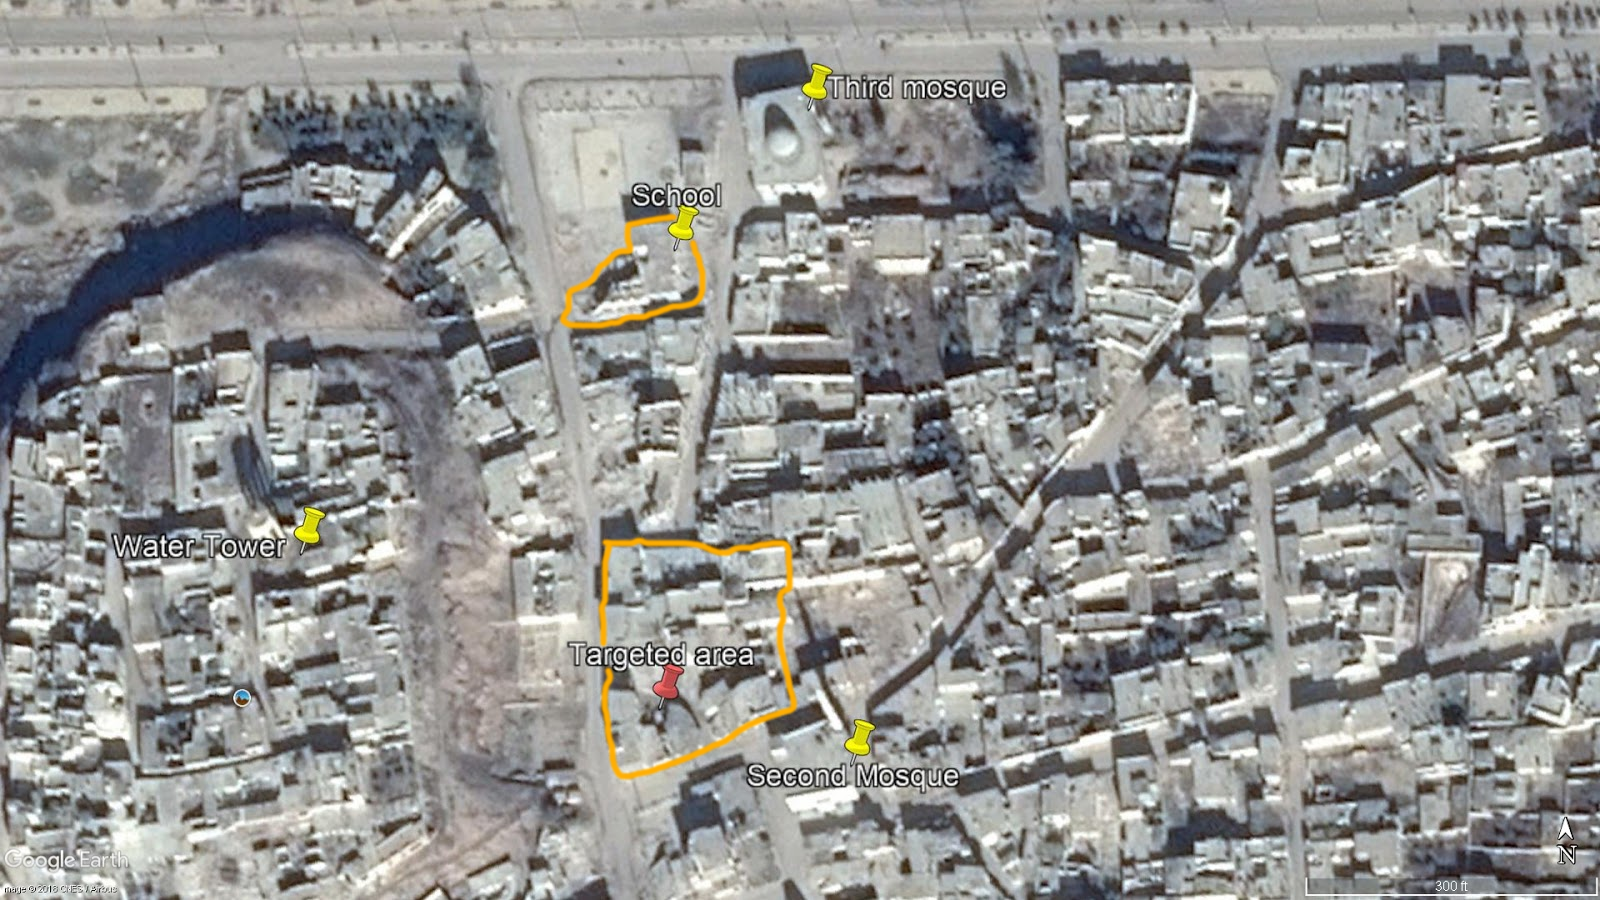 Third mosque
School
Water Tower
Targeted area
Second Mosque
Google Earth
N
300 ft